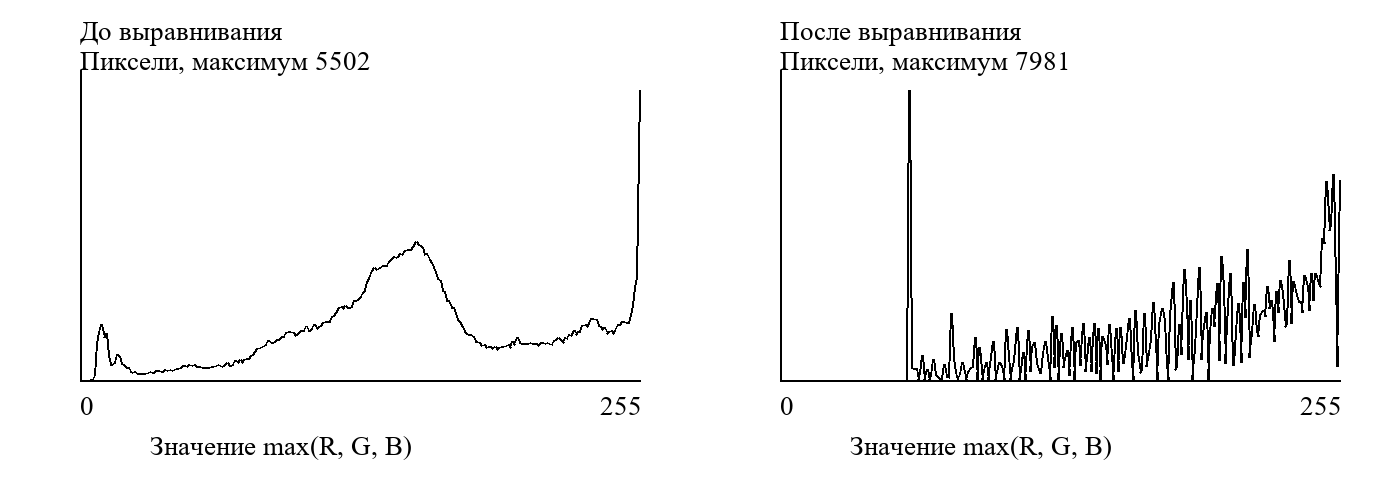 До выравнивания
Пиксели, максимум 5502
0
255
Значение max(R, G, B)
После выравнивания
Пиксели, максимум 7981
0
255
Значение max(R, G, B)